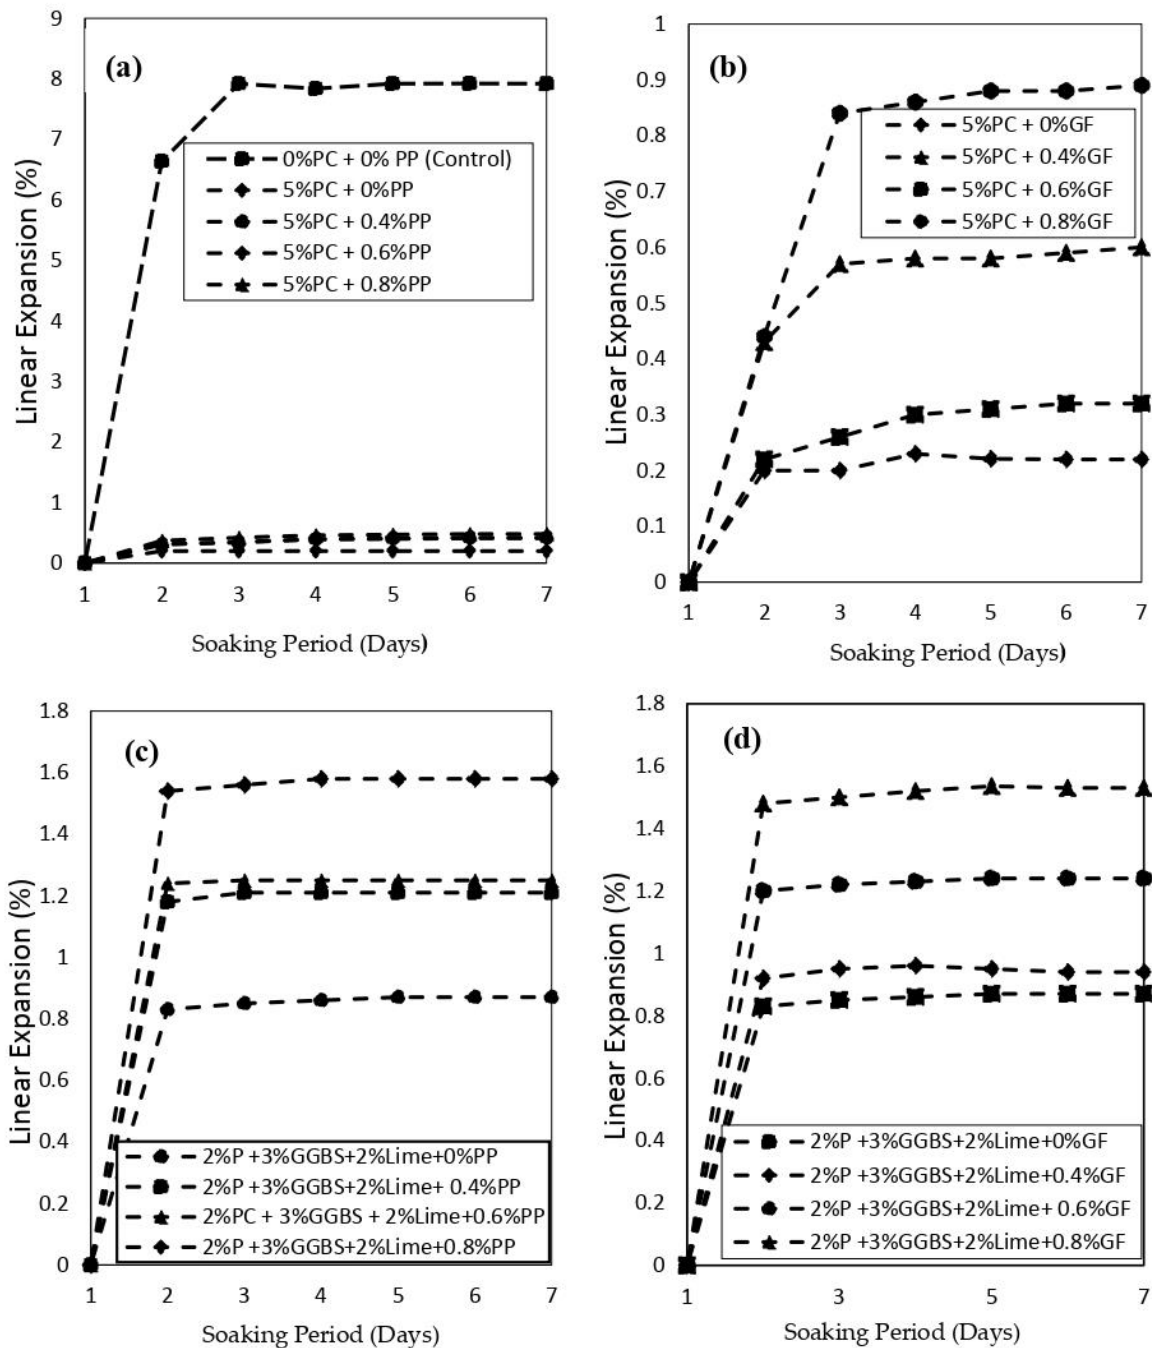 (a)
9
8
7
6
5
4
3
2
1
0
Linear Expansion (%)
0%PC + 0% PP (Control)
5%PC + 0%PP
5%PC + 0.4%PP
5%PC + 0.6%PP
5%PC + 0.8%PP
1 2 3 4 5 6 7
Soaking Period (Days)
(b)
1
0.9
0.8
0.7
0.6
0.5
0.4
0.3
0.2
0.1
0
Linear Expansion (%)
5%PC + 0%GF
5%PC + 0.4%GF
5%PC + 0.6%GF
5%PC + 0.8%GF
1 2 3 4 5 6 7
Soaking Period (Days)
(c)
1.8
1.6
1.4
1.2
1
0.8
0.6
0.4
0.2
0
Linear Expansion (%)
2%P +3%GGBS+2%Lime+0%PP
2%P +3%GGBS+2%Lime+ 0.4%PP
2%PC + 3%GGBS + 2%Lime+0.6%PP
2%P +3%GGBS+2%Lime+0.8%PP
1 2 3 4 5 6 7
Soaking Period (Days)
(d)
1.8
1.6
1.4
1.2
1
0.8
0.6
0.4
0.2
0
Linear Expansion (%)
2%P +3%GGBS+2%Lime+0%GF
2%P +3%GGBS+2%Lime+0.4%GF
2%P +3%GGBS+2%Lime+ 0.6%GF
2%P +3%GGBS+2%Lime+0.8%GF
1 3 5 7
Soaking Period (Days)